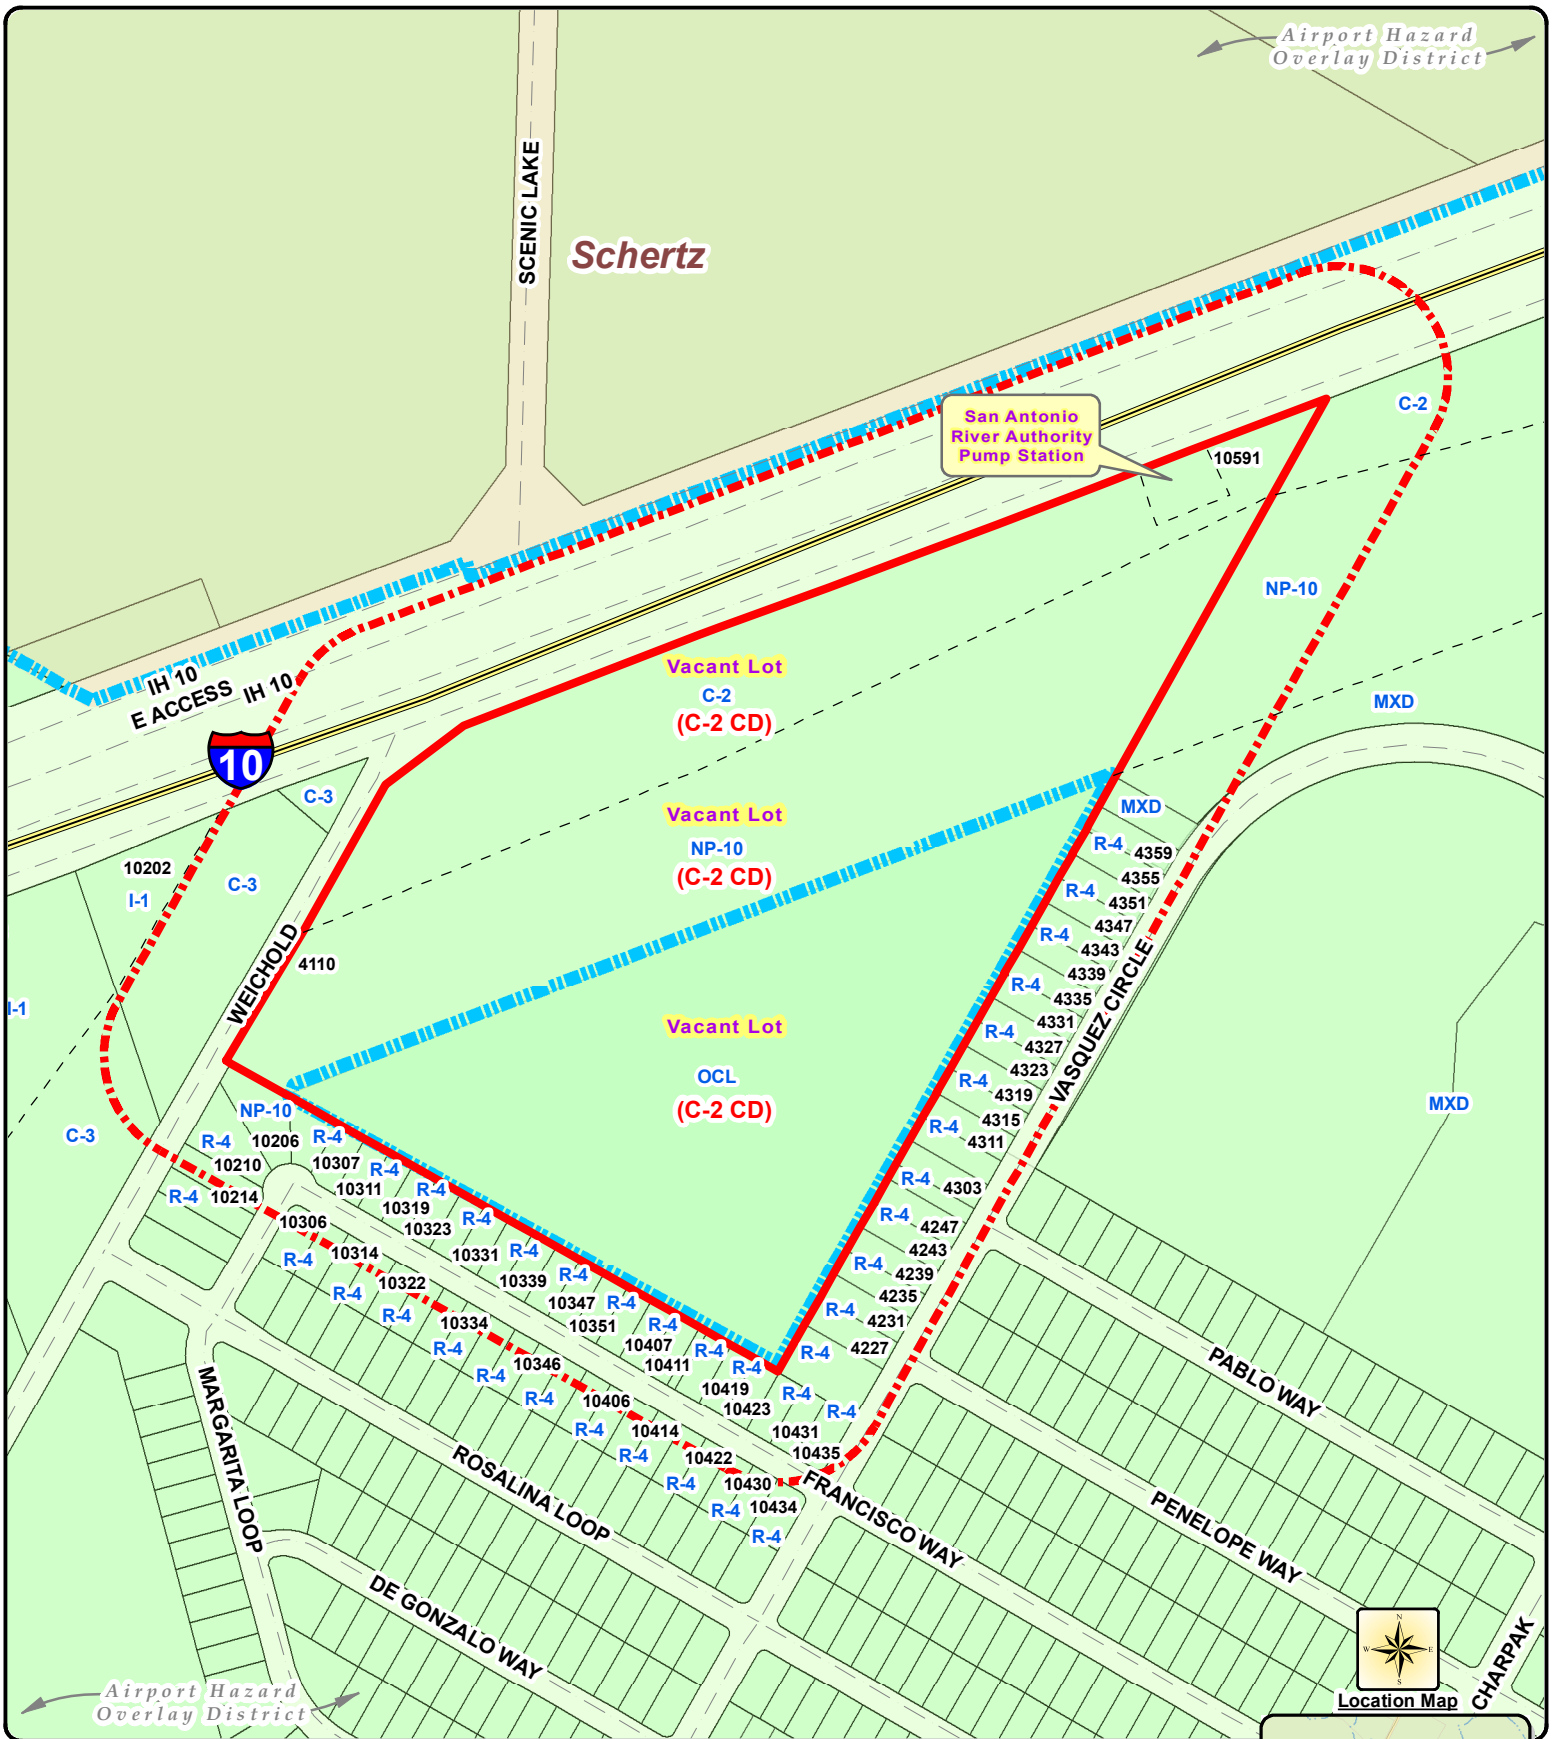 Airport Hazard
Overlay District
SCENIC LAKE
Schertz
San Antonio
River Authority
Pump Station
10591
C-2
NP-10
IH 10
E ACCESS
IH 10
10
Vacant Lot
C-2
(C-2 CD)
MXD
C-3
Vacant Lot
NP-10
(C-2 CD)
MXD
10202
I-1
C-3
R-4
4359
4355
R-4
4351
4347
R-4
4343
4339
R-4
4335
4331
R-4
4327
4323
R-4
4319
4315
R-4
4311
R-4
4303
R-4
4247
4243
R-4
4239
4235
R-4
4231
4227
R-4
WEICHOLD
4110
I-1
VASQUEZ CIRCLE
Vacant Lot
OCL
(C-2 CD)
MXD
C-3
NP-10
R-4
10206
R-4
10210
10307
R-4
R-4
10214
10311
R-4
10319
10306
10323
R-4
R-4
10314
10331
R-4
10322
10339
R-4
R-4
10347
R-4
R-4
10334
10351
R-4
R-4
10407
R-4
10346
10411
R-4
R-4
10419
R-4
R-4
10406
10423
R-4
R-4
10414
10431
R-4
10422
10435
R-4
10430
R-4
10434
R-4
MARGARITA LOOP
ROSALINA LOOP
FRANCISCO WAY
PABLO WAY
PENELOPE WAY
DE GONZALO WAY
CHARPAK
N
W
E
S
Location Map
Airport Hazard
Overlay District